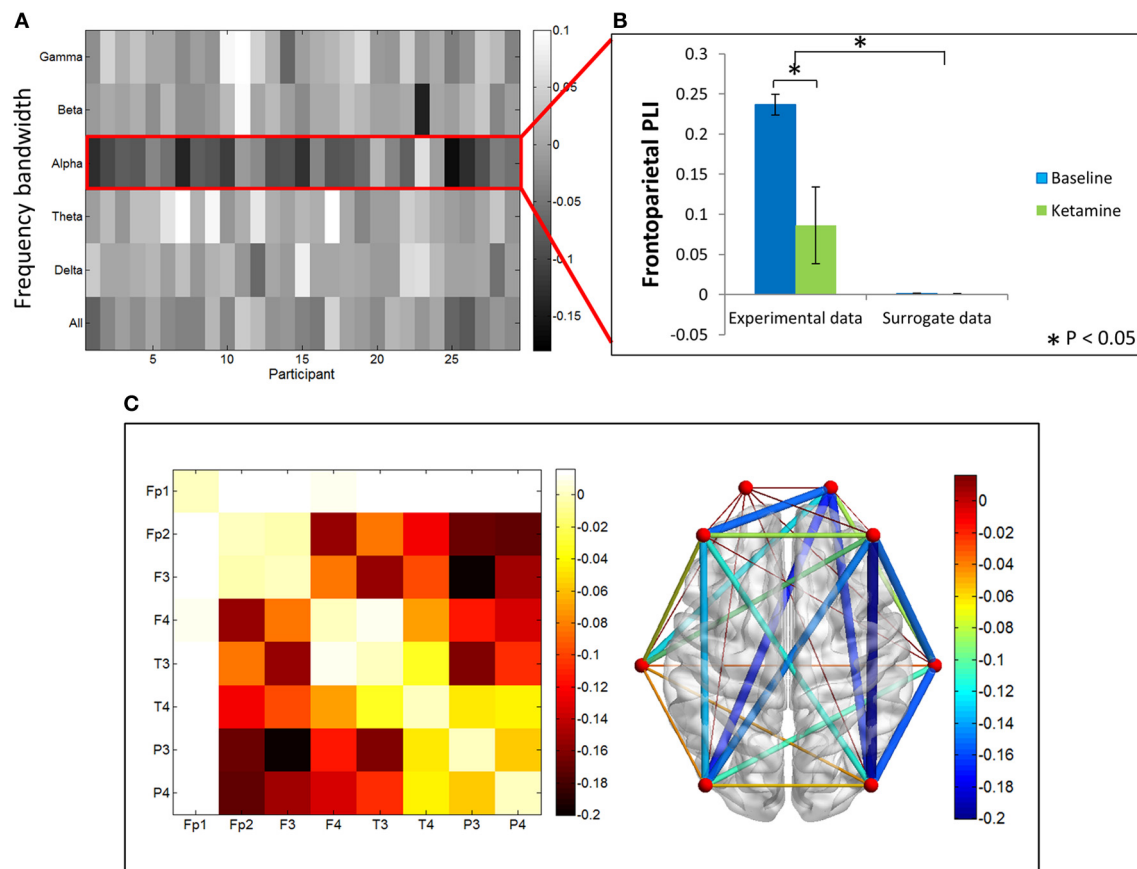 A
Frequency bandwidth
Gamma
Beta
Alpha
Theta
Delta
All
5 10 15 20 25
Participant
0.1
0.05
0
-0.05
-0.1
-0.15
B
Frontoparietal PLI
0.3
0.25
0.2
0.15
0.1
0.05
0
-0.05
*
*
Experimental data Surrogate data
Baseline
Ketamine
* P < 0.05
C
Fp1
Fp2
F3
F4
T3
T4
P3
P4
Fp1 Fp2 F3 F4 T3 T4 P3 P4
0
-0.02
-0.04
-0.06
-0.08
-0.1
-0.12
-0.14
-0.16
-0.18
-0.2
0
-0.02
-0.04
-0.06
-0.08
-0.1
-0.12
-0.14
-0.16
-0.18
-0.2